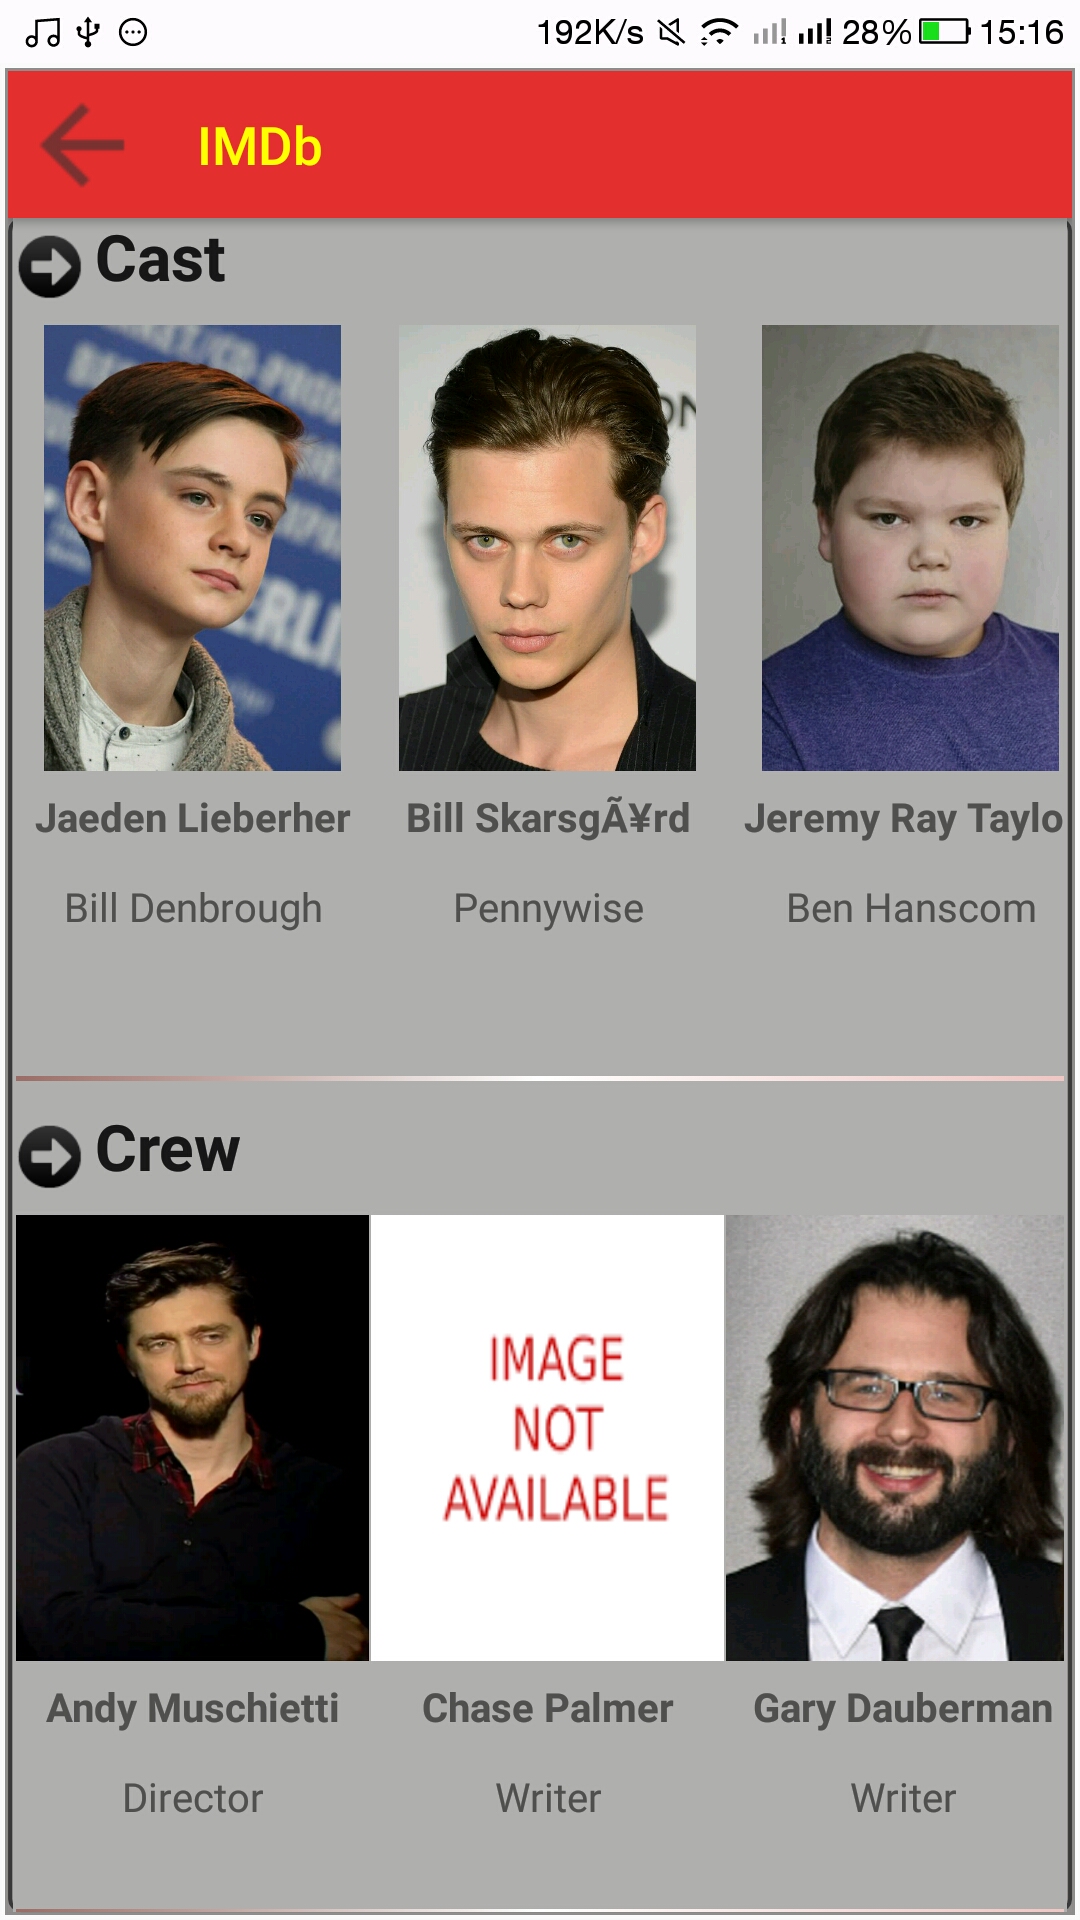 192K/s 28% 15:16
IMDb
Cast
Jaeden Lieberher Bill SkarsgÃ¥rd Jeremy Ray Taylo
Bill Denbrough Pennywise Ben Hanscom
Crew
IMAGE
NOT
AVAILABLE
Andy Muschietti Chase Palmer Gary Dauberman
Director Writer Writer